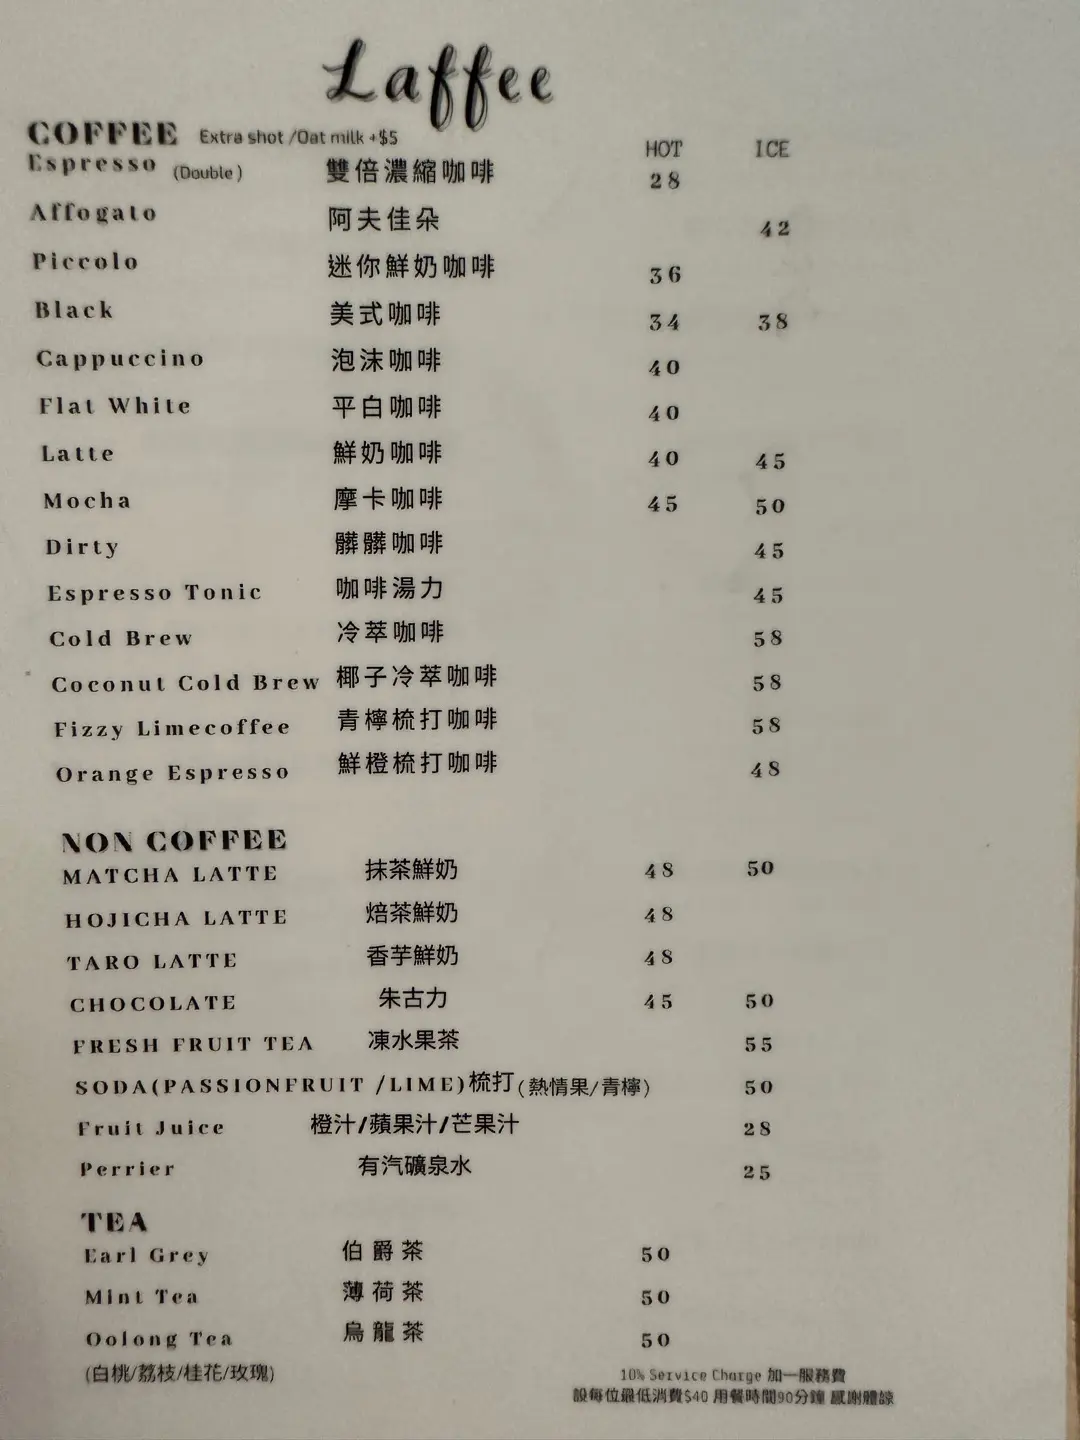 Laffee
COFFEE Extra shot /Oat milk +$5 HOT ICE
Espresso (Double) 雙倍濃縮咖啡 28
Affogato 阿夫佳朵 42
Piccolo 迷你鮮奶咖啡 36
Black 美式咖啡 34 38
Cappuccino 泡沫咖啡 40
Flat White 平白咖啡 40
Latte 鮮奶咖啡 40 45
Mocha 摩卡咖啡 45 50
Dirty 髒髒咖啡 45
Espresso Tonic 咖啡湯力 45
Cold Brew 冷萃咖啡 58
Coconut Cold Brew 椰子冷萃咖啡 58
Fizzy Limecoffee 青檸梳打咖啡 58
Orange Espresso 鮮橙梳打咖啡 48
NON COFFEE
MATCHA LATTE 抹茶鮮奶 48 50
HOJICHA LATTE 焙茶鮮奶 48
TARO LATTE 香芋鮮奶 48
CHOCOLATE 朱古力 45 50
FRESH FRUIT TEA 凍水果茶 55
SODA(PASSIONFRUIT /LIME)梳打(熱情果/青檸) 50
Fruit Juice 橙汁/蘋果汁/芒果汁 28
Perrier 有汽礦泉水 25
TEA
Earl Grey 伯爵茶 50
Mint Tea 薄荷茶 50
Oolong Tea 烏龍茶 50
(白桃/荔枝/桂花/玫瑰)
10% Service Charge 加一服務費
設每位最低消費$40 用餐時間90分鐘 感謝體諒